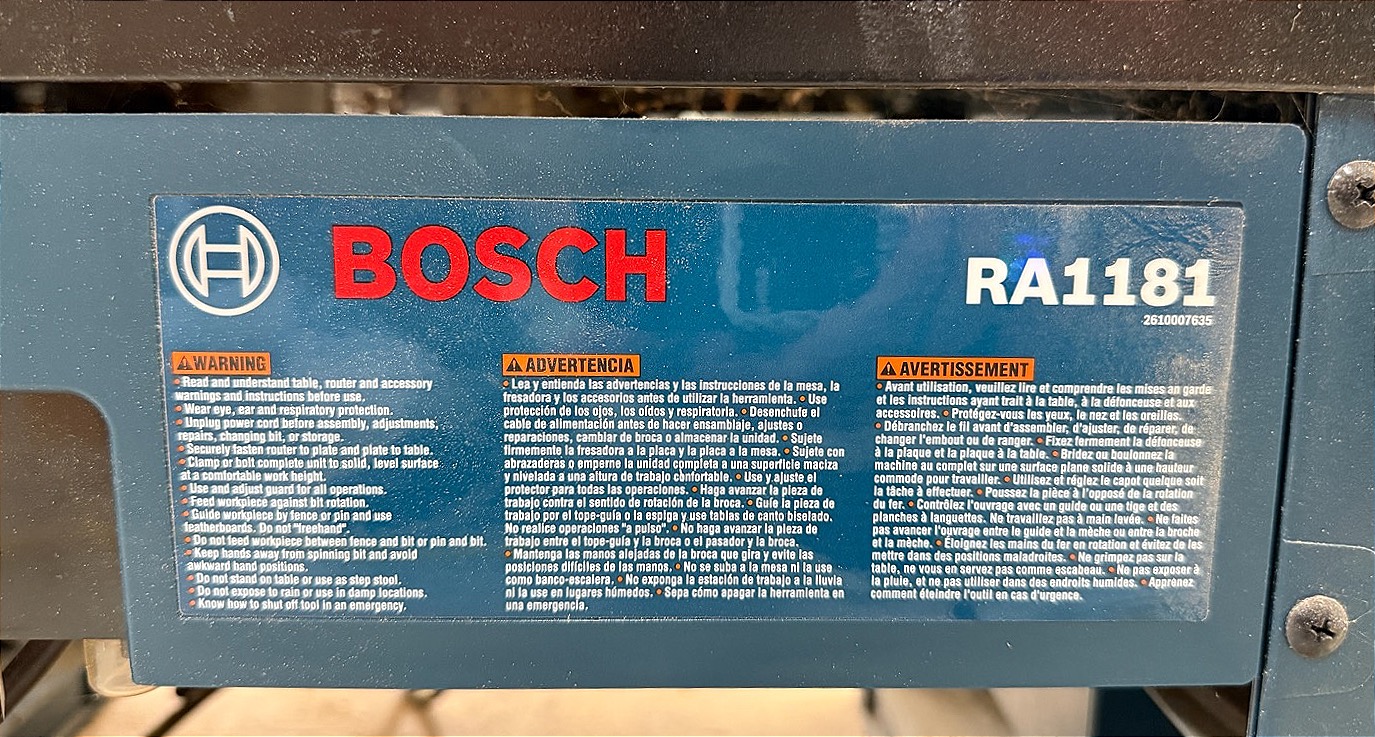 BOSCH
RA1181
2610007635
⚠WARNING
• Read and understand table, router and accessory
warnings and instructions before use.
• Wear eye, ear and respiratory protection.
• Unplug power cord before assembly, adjustments,
repairs, changing bit, or storage.
• Securely fasten router to plate and plate to table.
• Clamp or bolt complete unit to solid, level surface
at a comfortable work height.
• Use and adjust guard for all operations.
• Feed workpiece against bit rotation.
• Guide workpiece by fence or pin and use
featherboards. Do not "freehand".
• Do not feed workpiece between fence and bit or pin and bit.
• Keep hands away from spinning bit and avoid
awkward hand positions.
• Do not stand on table or use as step stool.
• Do not expose to rain or use in damp locations.
• Know how to shut off tool in an emergency.
⚠ADVERTENCIA
• Lea y entienda las advertencias y las instrucciones de la mesa, la
fresadora y los accesorios antes de utilizar la herramienta. • Use
protección de los ojos, los oídos y respiratoria. • Desenchufe el
cable de alimentación antes de hacer ensamblaje, ajustes o
reparaciones, cambiar de broca o almacenar la unidad. • Sujete
firmemente la fresadora a la placa y la placa a la mesa. • Sujete con
abrazaderas o emperne la unidad completa a una superficie maciza
y nivelada a una altura de trabajo confortable. • Use y ajuste el
protector para todas las operaciones. • Haga avanzar la pieza de
trabajo contra el sentido de rotación de la broca. • Guíe la pieza de
trabajo por el tope-guía o la espiga y use tablas de canto biselado.
No realice operaciones "a pulso". • No haga avanzar la pieza de
trabajo entre el tope-guía y la broca o el pasador y la broca.
• Mantenga las manos alejadas de la broca que gira y evite las
posiciones difíciles de las manos. • No se suba a la mesa ni la use
como banco-escalera. • No exponga la estación de trabajo a la lluvia
ni la use en lugares húmedos. • Sepa cómo apagar la herramienta en
una emergencia.
⚠AVERTISSEMENT
• Avant utilisation, veuillez lire et comprendre les mises an garde
et les instructions ayant trait à la table, à la défonceuse et aux
accessoires. • Protégez-vous les yeux, le nez et les oreilles.
• Débranchez le fil avant d'assembler, d'ajuster, de réparer, de
changer l'embout ou de ranger. • Fixez fermement la défonceuse
à la plaque et la plaque à la table. • Bridez ou boulonnez la
machine au complet sur une surface plane solide à une hauteur
commode pour travailler. • Utilisez et réglez le capot quelque soit
la tâche à effectuer. • Poussez la pièce à l'opposé de la rotation
du fer. • Contrôlez l'ouvrage avec un guide ou une tige et des
planches à languettes. Ne travaillez pas à main levée. • Ne faites
pas avancer l'ouvrage entre le guide et la mèche ou entre la broche
et la mèche. • Eloignez les mains du fer en rotation et évitez de les
mettre dans des positions maladroites. • Ne grimpez pas sur la
table, ne vous en servez pas comme escabeau. • Ne pas exposer à
la pluie, et ne pas utiliser dans des endroits humides. • Apprenez
comment éteindre l'outil en cas d'urgence.